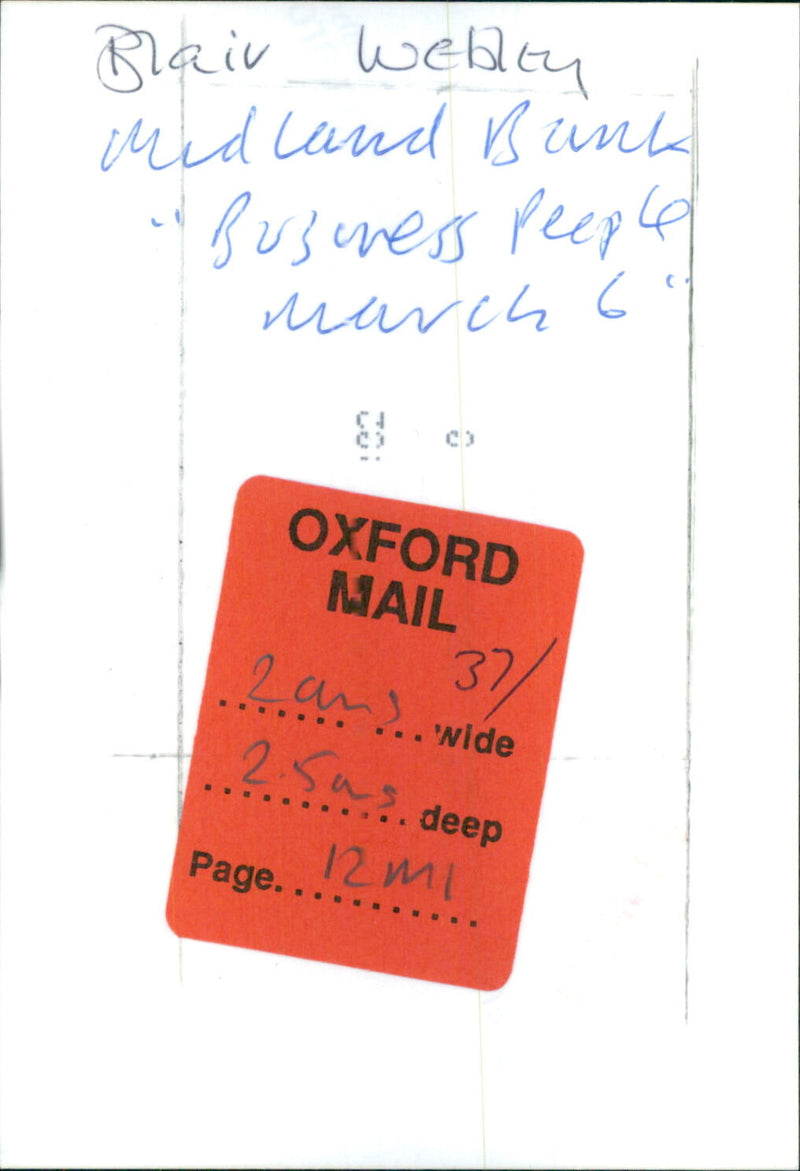 Blair Webley
Midland Bank
"Business People
March 6"
OXFORD
MAIL
37/
2cms wide
2.5cms deep
Page 12M1